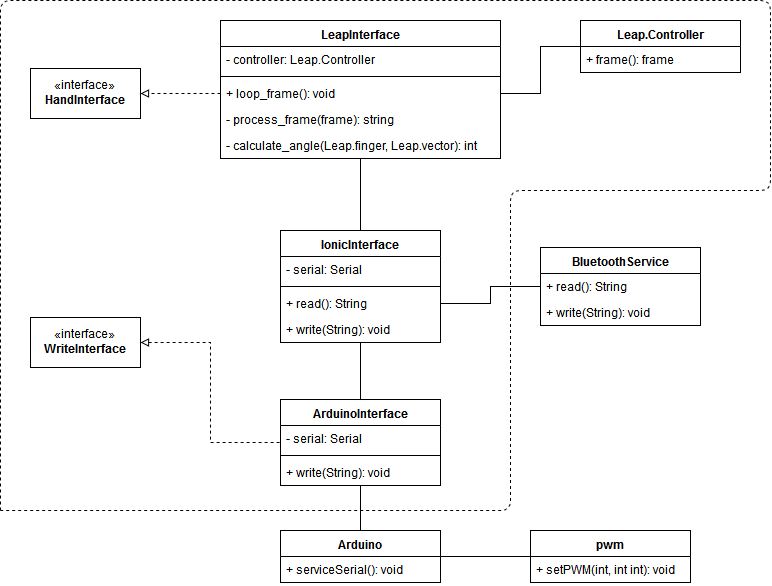 LeapInterface
- controller: Leap.Controller
+ loop_frame(): void
- process_frame(frame): string
- calculate_angle(Leap.finger, Leap.vector): int
Leap.Controller
+ frame(): frame
«interface»
HandInterface
IonicInterface
- serial: Serial
+ read(): String
+ write(String): void
BluetoothService
+ read(): String
+ write(String): void
«interface»
WriteInterface
ArduinoInterface
- serial: Serial
+ write(String): void
Arduino
+ serviceSerial(): void
pwm
+ setPWM(int, int int): void